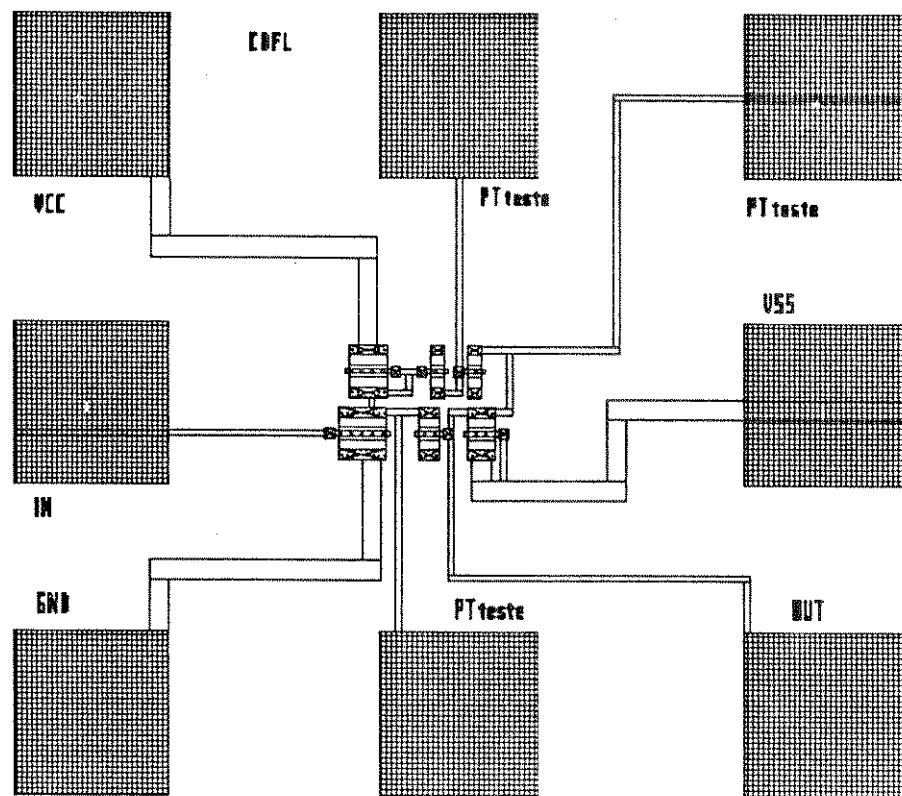 CDFL
VCC
PTteste
PTteste
VSS
IN
GND
PTteste
OUT